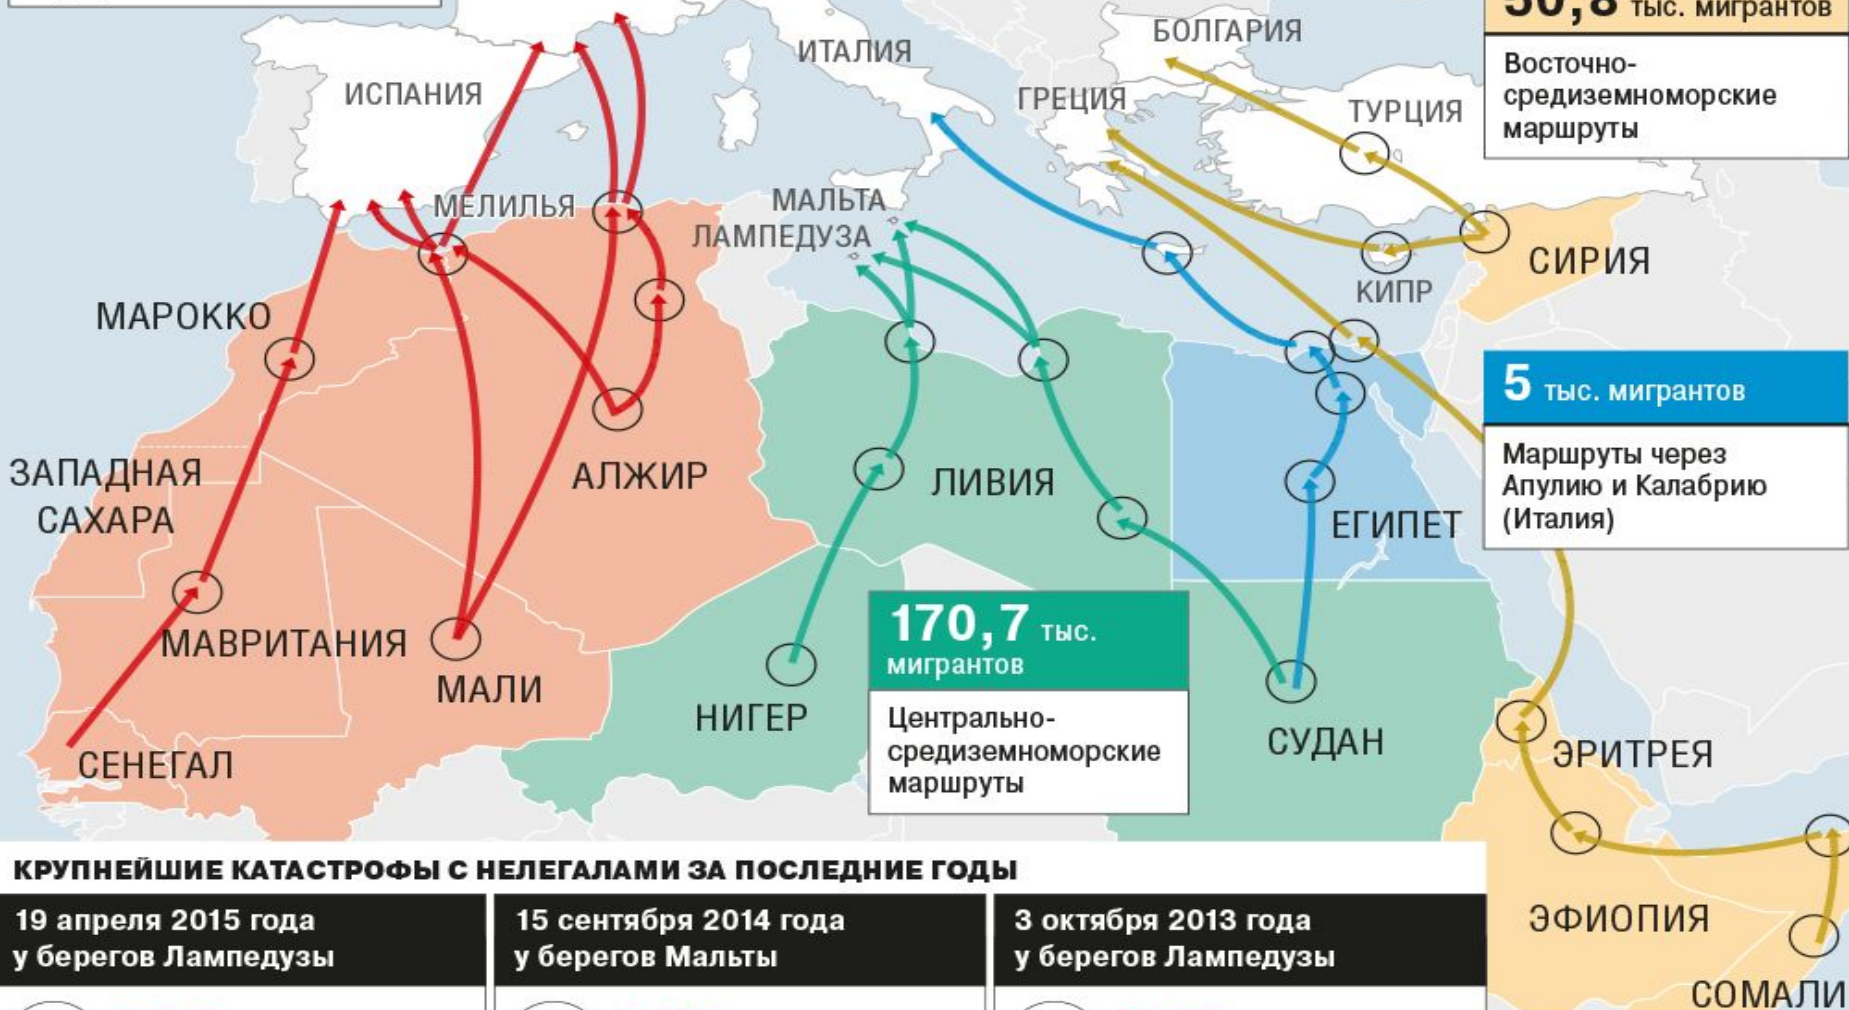 50,8 тыс. мигрантов
Восточно-
средиземноморские
маршруты
БОЛГАРИЯ
ИТАЛИЯ
ИСПАНИЯ
ГРЕЦИЯ
ТУРЦИЯ
МЕЛИЛЬЯ
МАЛЬТА
ЛАМПЕДУЗА
СИРИЯ
КИПР
МАРОККО
5 тыс. мигрантов
Маршруты через
Апулию и Калабрию
(Италия)
ЗАПАДНАЯ
САХАРА
АЛЖИР
ЛИВИЯ
ЕГИПЕТ
170,7 тыс.
мигрантов
Центрально-
средиземноморские
маршруты
МАВРИТАНИЯ
МАЛИ
НИГЕР
СУДАН
ЭРИТРЕЯ
СЕНЕГАЛ
ЭФИОПИЯ
СОМАЛИ
КРУПНЕЙШИЕ КАТАСТРОФЫ С НЕЛЕГАЛАМИ ЗА ПОСЛЕДНИЕ ГОДЫ
19 апреля 2015 года
у берегов Лампедузы
15 сентября 2014 года
у берегов Мальты
3 октября 2013 года
у берегов Лампедузы